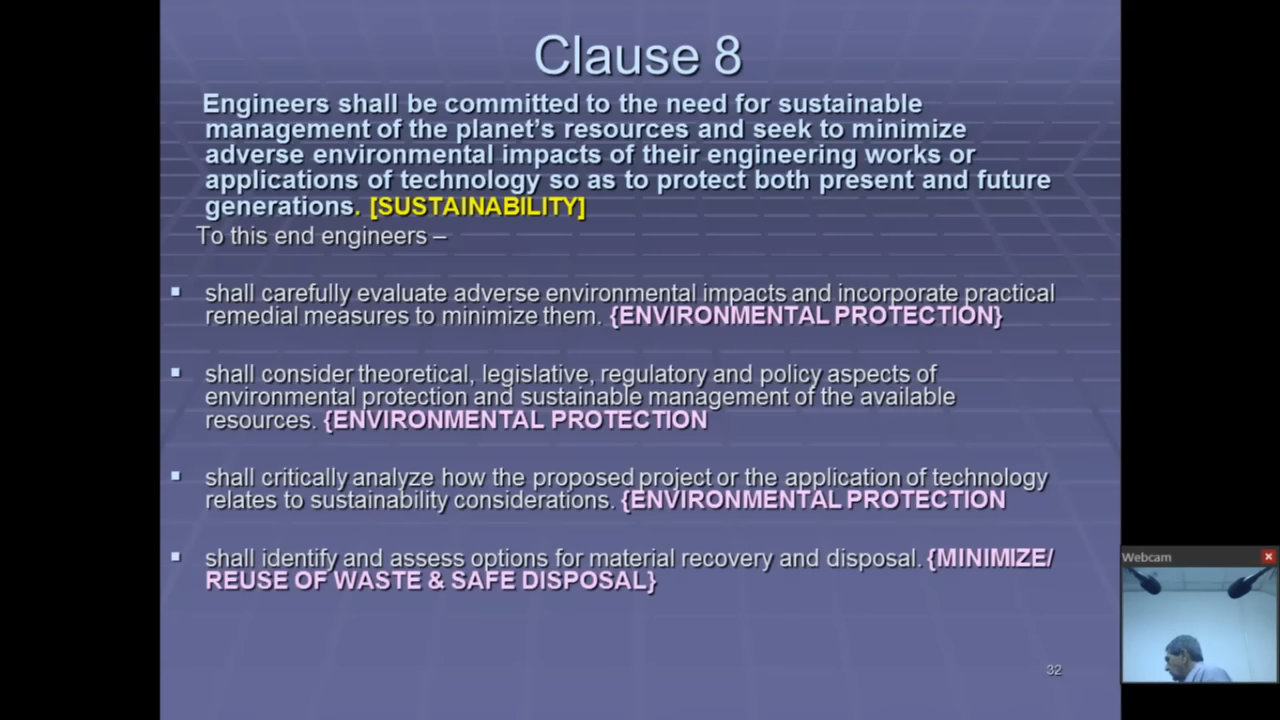 Clause 8
Engineers shall be committed to the need for sustainable
management of the planet's resources and seek to minimize
adverse environmental impacts of their engineering works or
applications of technology so as to protect both present and future
generations. [SUSTAINABILITY]
To this end engineers –
shall carefully evaluate adverse environmental impacts and incorporate practical
remedial measures to minimize them. {ENVIRONMENTAL PROTECTION}
shall consider theoretical, legislative, regulatory and policy aspects of
environmental protection and sustainable management of the available
resources. {ENVIRONMENTAL PROTECTION
shall critically analyze how the proposed project or the application of technology
relates to sustainability considerations. {ENVIRONMENTAL PROTECTION
shall identify and assess options for material recovery and disposal. {MINIMIZE/
REUSE OF WASTE & SAFE DISPOSAL}
Webcam
32